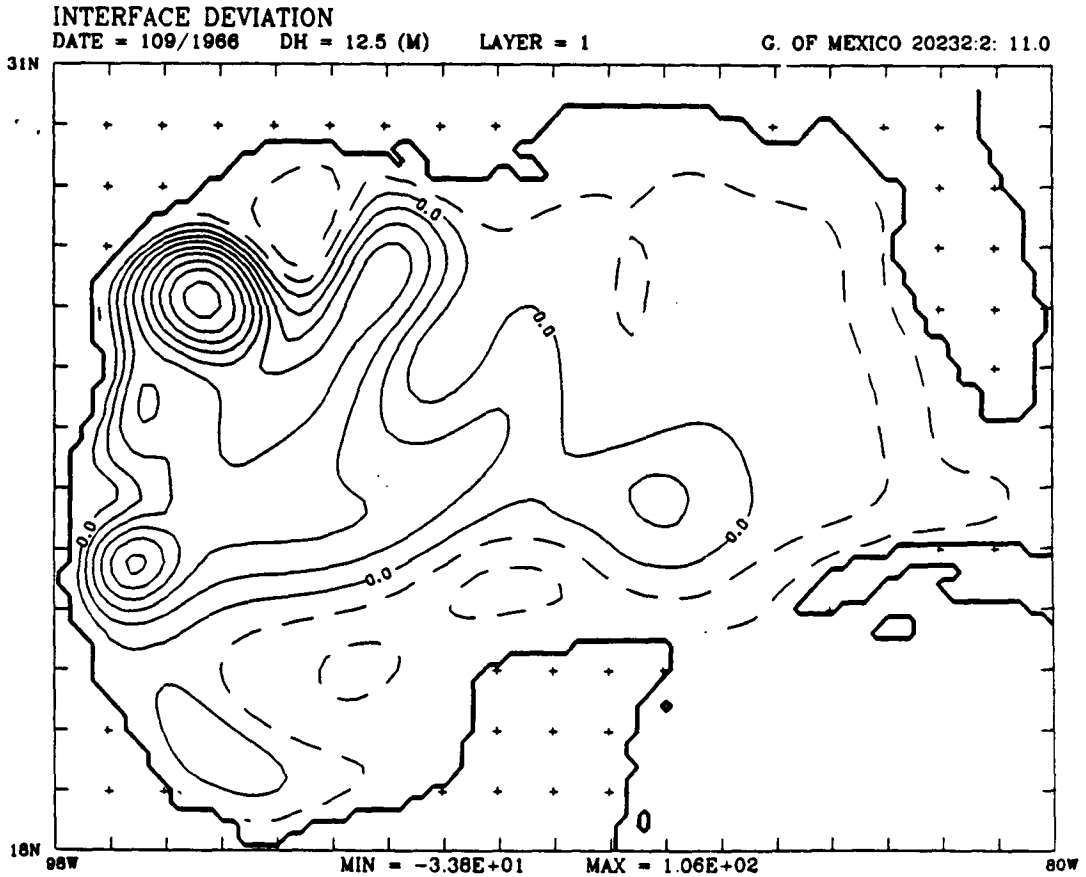 INTERFACE DEVIATION
DATE = 109/1966 DH = 12.5 (M) LAYER = 1 G. OF MEXICO 20232:2: 11.0
31N
0.0
0.0
0.0
0.0
0.0
18N
98W MIN = -3.38E+01 MAX = 1.06E+02 80W